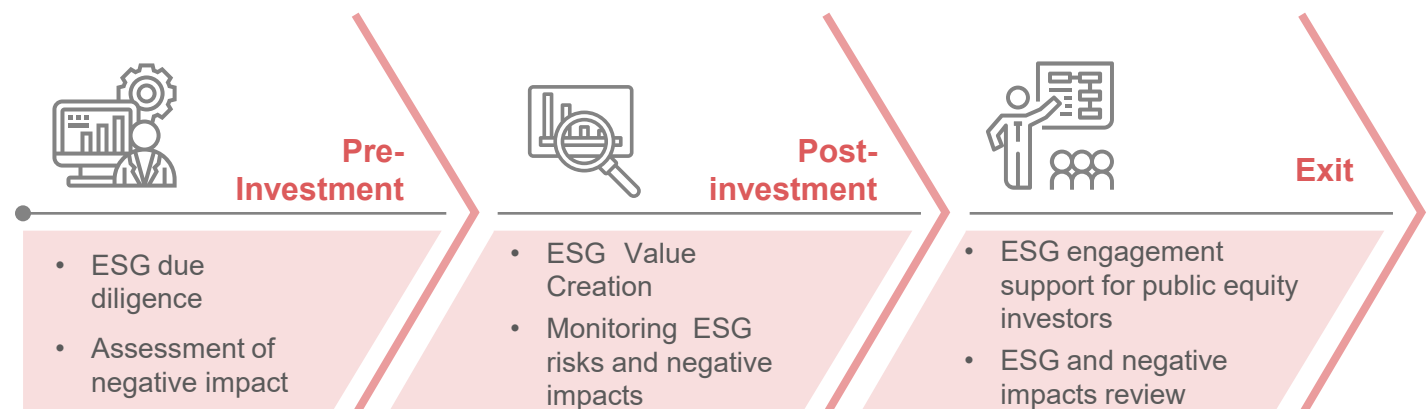 Pre-
Investment
• ESG due
diligence
• Assessment of
negative impact
Post-
investment
• ESG Value
Creation
• Monitoring ESG
risks and negative
impacts
Exit
• ESG engagement
support for public equity
investors
• ESG and negative
impacts review